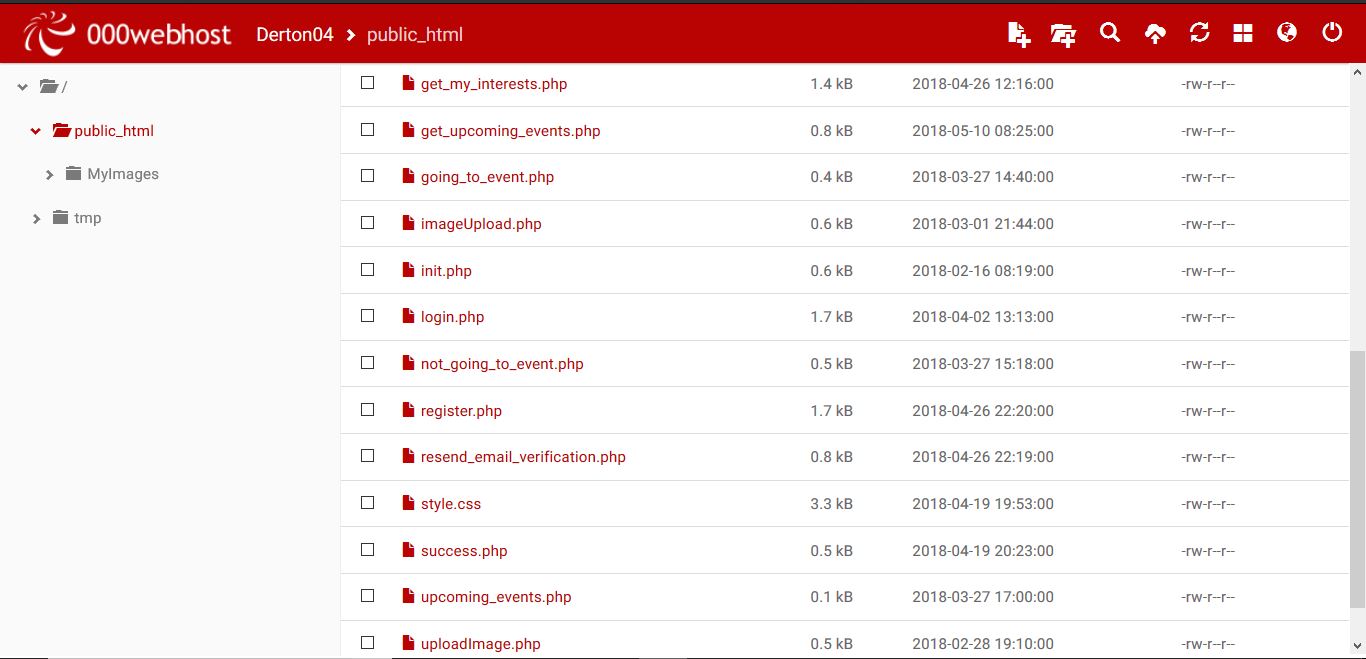 000webhost Derton04 > public_html
/
public_html
MyImages
tmp
get_my_interests.php 1.4 kB 2018-04-26 12:16:00 -rw-r--r--
get_upcoming_events.php 0.8 kB 2018-05-10 08:25:00 -rw-r--r--
going_to_event.php 0.4 kB 2018-03-27 14:40:00 -rw-r--r--
imageUpload.php 0.6 kB 2018-03-01 21:44:00 -rw-r--r--
init.php 0.6 kB 2018-02-16 08:19:00 -rw-r--r--
login.php 1.7 kB 2018-04-02 13:13:00 -rw-r--r--
not_going_to_event.php 0.5 kB 2018-03-27 15:18:00 -rw-r--r--
register.php 1.7 kB 2018-04-26 22:20:00 -rw-r--r--
resend_email_verification.php 0.8 kB 2018-04-26 22:19:00 -rw-r--r--
style.css 3.3 kB 2018-04-19 19:53:00 -rw-r--r--
success.php 0.5 kB 2018-04-19 20:23:00 -rw-r--r--
upcoming_events.php 0.1 kB 2018-03-27 17:00:00 -rw-r--r--
uploadImage.php 0.5 kB 2018-02-28 19:10:00 -rw-r--r--